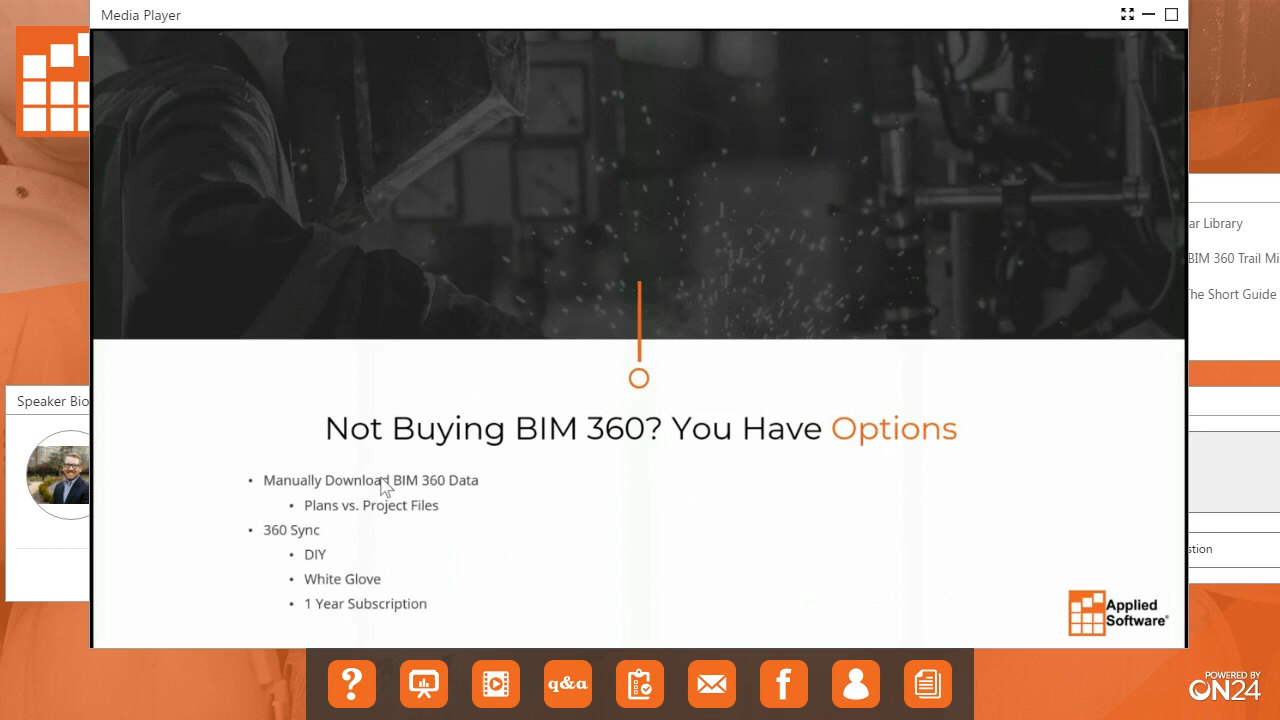 Media Player
ar Library
BIM 360 Trail Mi
The Short Guide
Speaker Bio
Not Buying BIM 360? You Have Options
• Manually Download BIM 360 Data
• Plans vs. Project Files
• 360 Sync
• DIY
• White Glove
• 1 Year Subscription
stion
Applied
Software®
?
q&a
f
POWERED BY
ON24